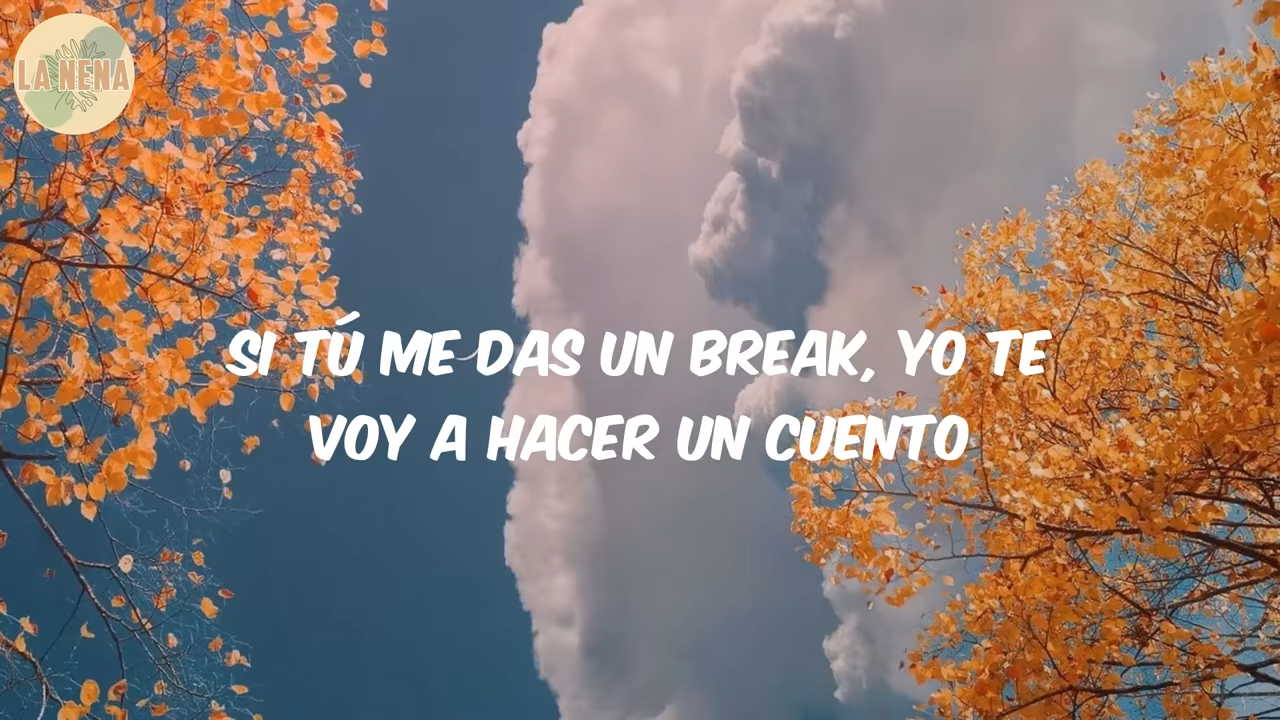 LA NENA
SI TÚ ME DAS UN BREAK, YO TE
VOY A HACER UN CUENTO